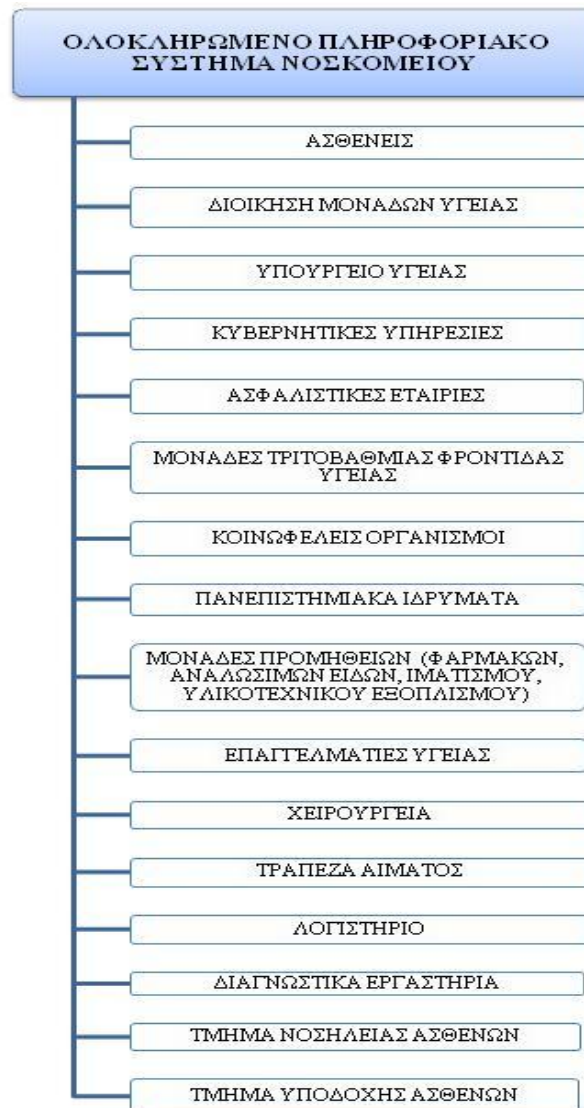 ΟΛΟΚΛΗΡΩΜΕΝΟ ΠΛΗΡΟΦΟΡΙΑΚΟ
ΣΥΣΤΗΜΑ ΝΟΣΚΟΜΕΙΟΥ
ΑΣΘΕΝΕΙΣ
ΔΙΟΙΚΗΣΗ ΜΟΝΑΔΩΝ ΥΓΕΙΑΣ
ΥΠΟΥΡΓΕΙΟ ΥΓΕΙΑΣ
ΚΥΒΕΡΝΗΤΙΚΕΣ ΥΠΗΡΕΣΙΕΣ
ΑΣΦΑΛΙΣΤΙΚΕΣ ΕΤΑΙΡΙΕΣ
ΜΟΝΑΔΕΣ ΤΡΙΤΟΒΑΘΜΙΑΣ ΦΡΟΝΤΙΔΑΣ
ΥΓΕΙΑΣ
ΚΟΙΝΩΦΕΛΕΙΣ ΟΡΓΑΝΙΣΜΟΙ
ΠΑΝΕΠΙΣΤΗΜΙΑΚΑ ΙΔΡΥΜΑΤΑ
ΜΟΝΑΔΕΣ ΠΡΟΜΗΘΕΙΩΝ (ΦΑΡΜΑΚΩΝ,
ΑΝΑΛΩΣΙΜΩΝ ΕΙΔΩΝ, ΙΜΑΤΙΣΜΟΥ,
ΥΛΙΚΟΤΕΧΝΙΚΟΥ ΕΞΟΠΛΙΣΜΟΥ)
ΕΠΑΓΓΕΛΜΑΤΙΕΣ ΥΓΕΙΑΣ
ΧΕΙΡΟΥΡΓΕΙΑ
ΤΡΑΠΕΖΑ ΑΙΜΑΤΟΣ
ΛΟΓΙΣΤΗΡΙΟ
ΔΙΑΓΝΩΣΤΙΚΑ ΕΡΓΑΣΤΗΡΙΑ
ΤΜΗΜΑ ΝΟΣΗΛΕΙΑΣ ΑΣΘΕΝΩΝ
ΤΜΗΜΑ ΥΠΟΔΟΧΗΣ ΑΣΘΕΝΩΝ